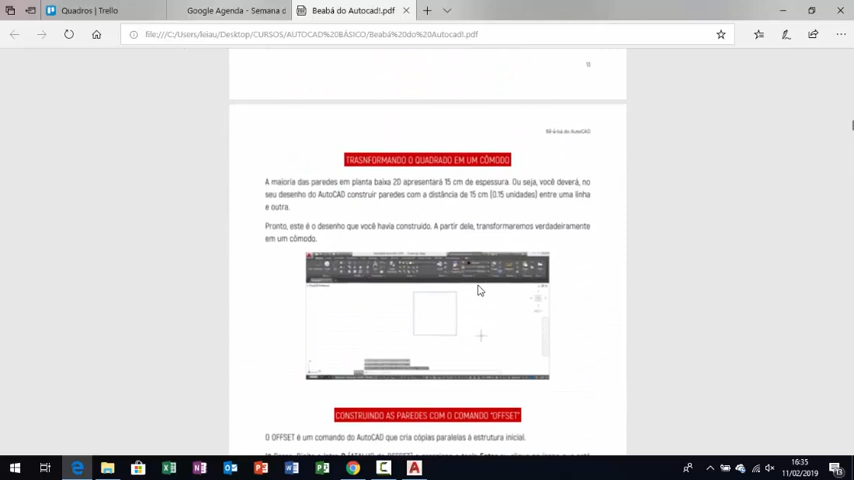 Quadros | Trello
Google Agenda - Semana d
Beabá do Autocad!.pdf
file:///C:/Users/leiau/Desktop/CURSOS/AUTOCAD%20BÁSICO/Beabá%20do%20Autocad!.pdf
TRASNFORMANDO O QUADRADO EM UM CÔMODO
A maioria das paredes em planta baixa 2D apresentará 15 cm de espessura. Ou seja, você deverá, no
seu desenho do AutoCAD construir paredes com a distância de 15 cm (0,15 unidades) entre uma linha
e outra.
Pronto, este é o desenho que você havia construído. A partir dele, transformaremos verdadeiramente
em um cômodo.
CONSTRUINDO AS PAREDES COM O COMANDO "OFFSET"
O OFFSET é um comando do AutoCAD que cria cópias paralelas à estrutura inicial.
16:35
11/02/2019